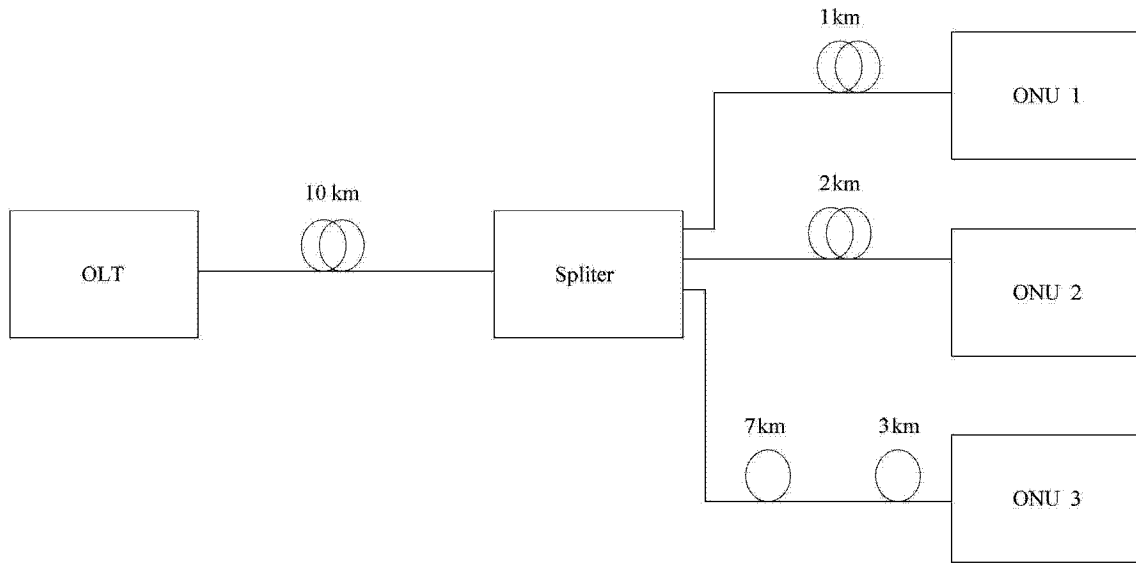 1km
ONU 1
10 km
2km
OLT
Spliter
ONU 2
7km
3km
ONU 3